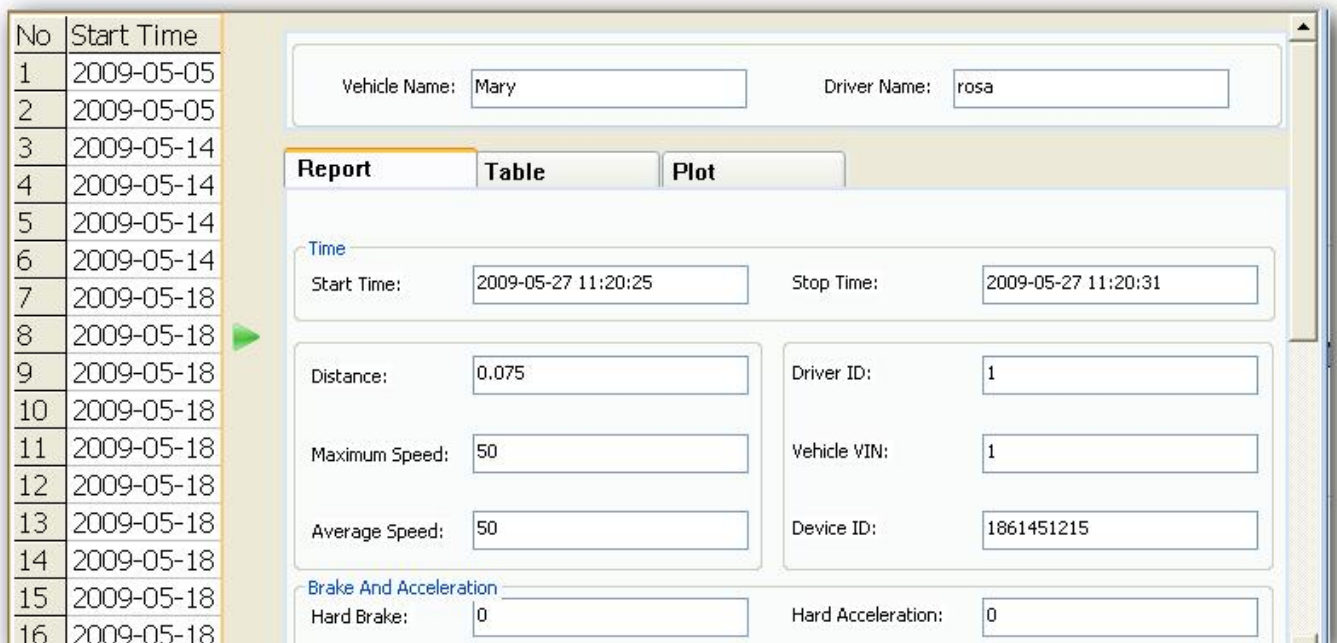 No Start Time
1 2009-05-05
2 2009-05-05
3 2009-05-14
4 2009-05-14
5 2009-05-14
6 2009-05-14
7 2009-05-18
8 2009-05-18
9 2009-05-18
10 2009-05-18
11 2009-05-18
12 2009-05-18
13 2009-05-18
14 2009-05-18
15 2009-05-18
16 2009-05-18
Vehicle Name: Mary Driver Name: rosa
Report Table Plot
Time
Start Time: 2009-05-27 11:20:25 Stop Time: 2009-05-27 11:20:31
Distance: 0.075 Driver ID: 1
Maximum Speed: 50 Vehicle VIN: 1
Average Speed: 50 Device ID: 1861451215
Brake And Acceleration
Hard Brake: 0 Hard Acceleration: 0